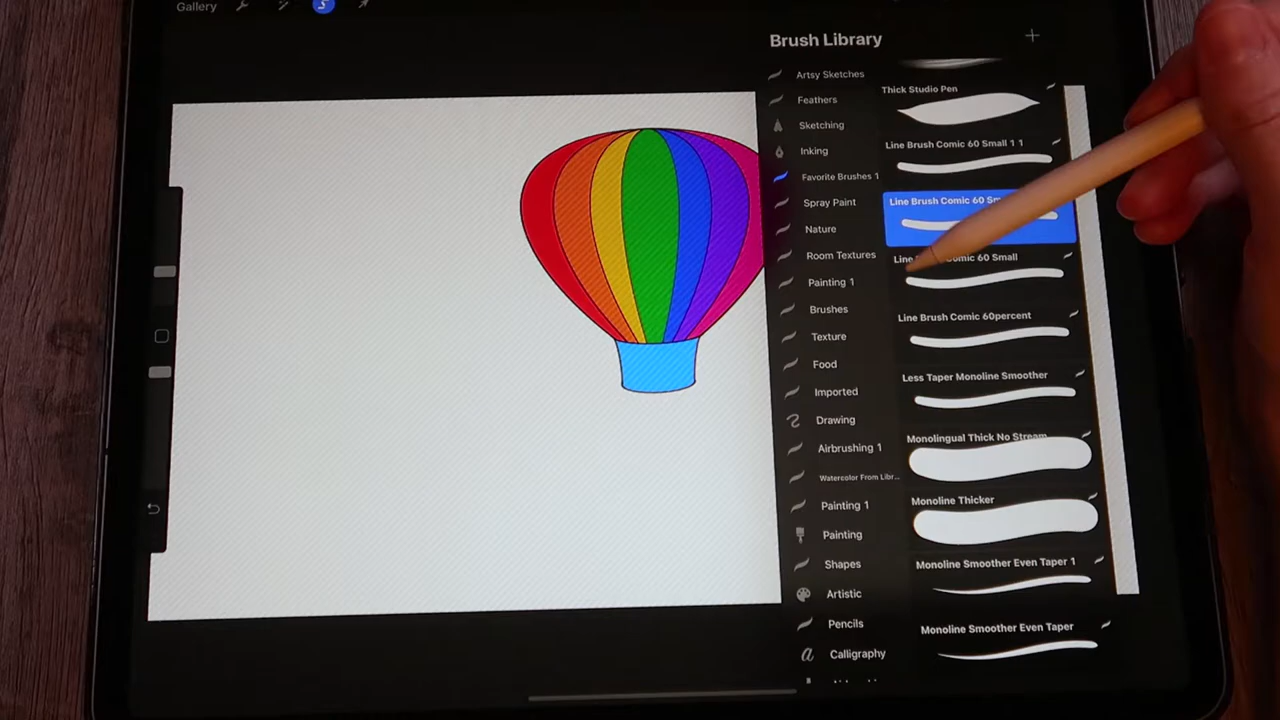 Gallery
Brush Library
Artsy Sketches
Feathers
Sketching
Inking
Favorite Brushes 1
Spray Paint
Nature
Room Textures
Painting 1
Brushes
Texture
Food
Imported
Drawing
Airbrushing 1
Watercolor From Libr...
Painting 1
Painting
Shapes
Artistic
Pencils
Calligraphy
Thick Studio Pen
Line Brush Comic 60 Small 1 1
Line Brush Comic 60
Comic 60 Small
Line Brush Comic 60percent
Less Taper Monoline Smoother
Monolingual Thick No Stream
Monoline Thicker
Monoline Smoother Even Taper 1
Monoline Smoother Even Taper